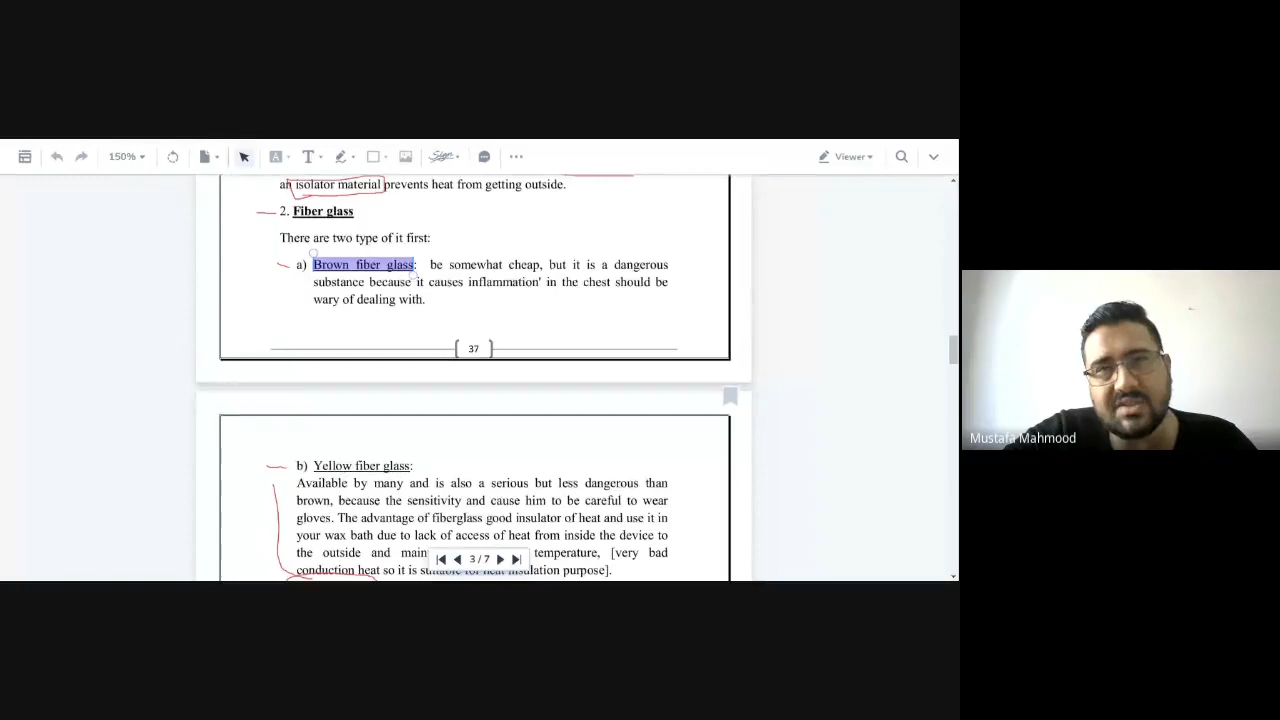 150%
T
Sign
Viewer
an isolator material prevents heat from getting outside.
2. Fiber glass
There are two type of it first:
a) Brown fiber glass: be somewhat cheap, but it is a dangerous
substance because it causes inflammation' in the chest should be
wary of dealing with.
37
Mustafa Mahmood
b) Yellow fiber glass:
Available by many and is also a serious but less dangerous than
brown, because the sensitivity and cause him to be careful to wear
gloves. The advantage of fiberglass good insulator of heat and use it in
your wax bath due to lack of access of heat from inside the device to
the outside and temperature, [very bad
3 / 7
conduction heat so it is suitable for heat insulation purpose].